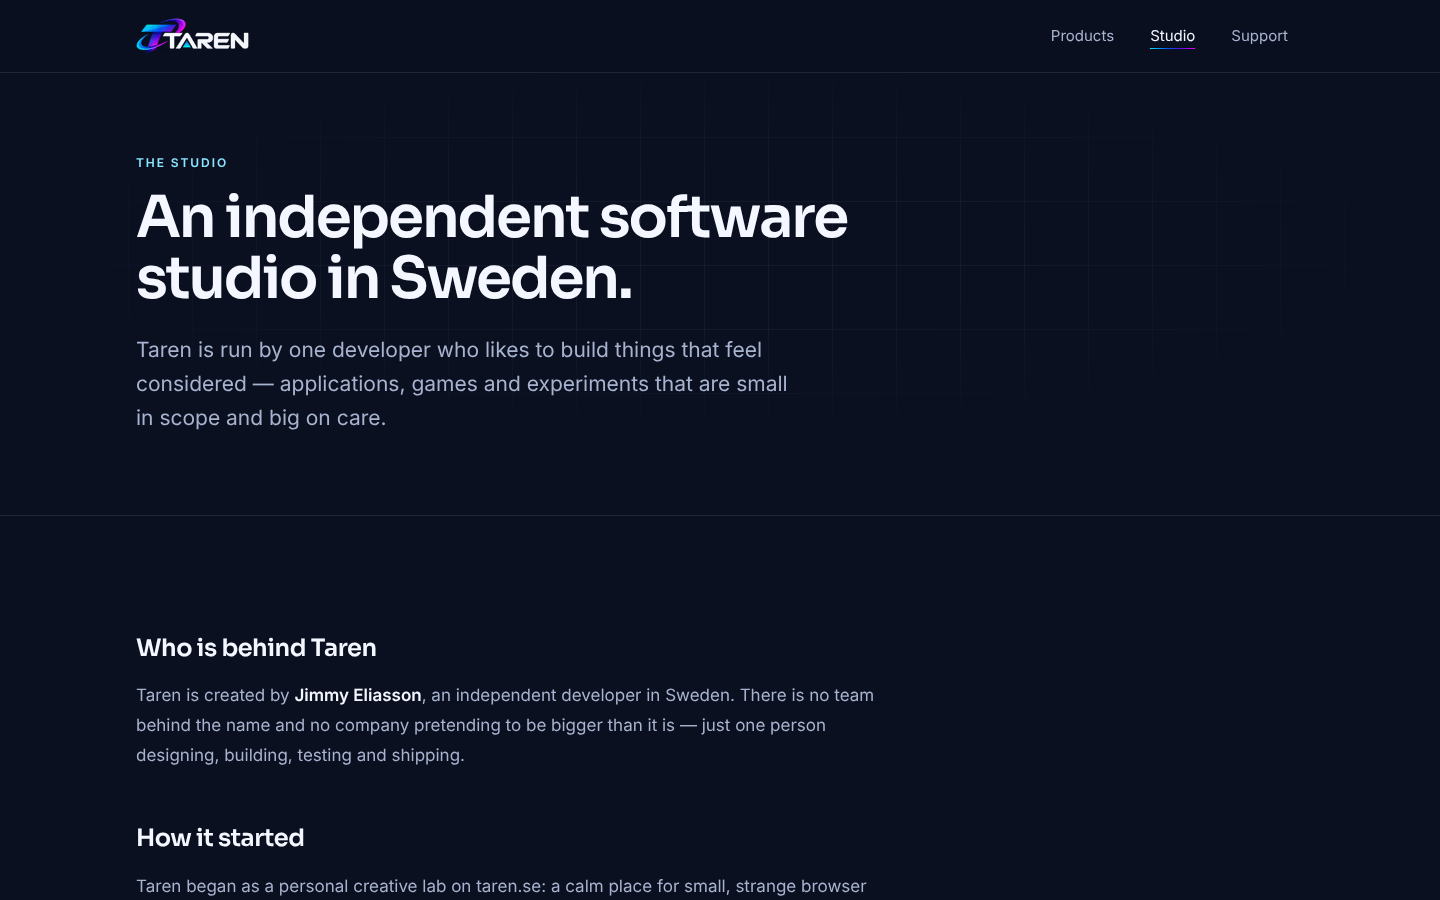 TAREN
Products
Studio
Support
THE STUDIO
An independent software
studio in Sweden.
Taren is run by one developer who likes to build things that feel
considered — applications, games and experiments that are small
in scope and big on care.
Who is behind Taren
Taren is created by Jimmy Eliasson, an independent developer in Sweden. There is no team
behind the name and no company pretending to be bigger than it is — just one person
designing, building, testing and shipping.
How it started
Taren began as a personal creative lab on taren.se: a calm place for small, strange browser